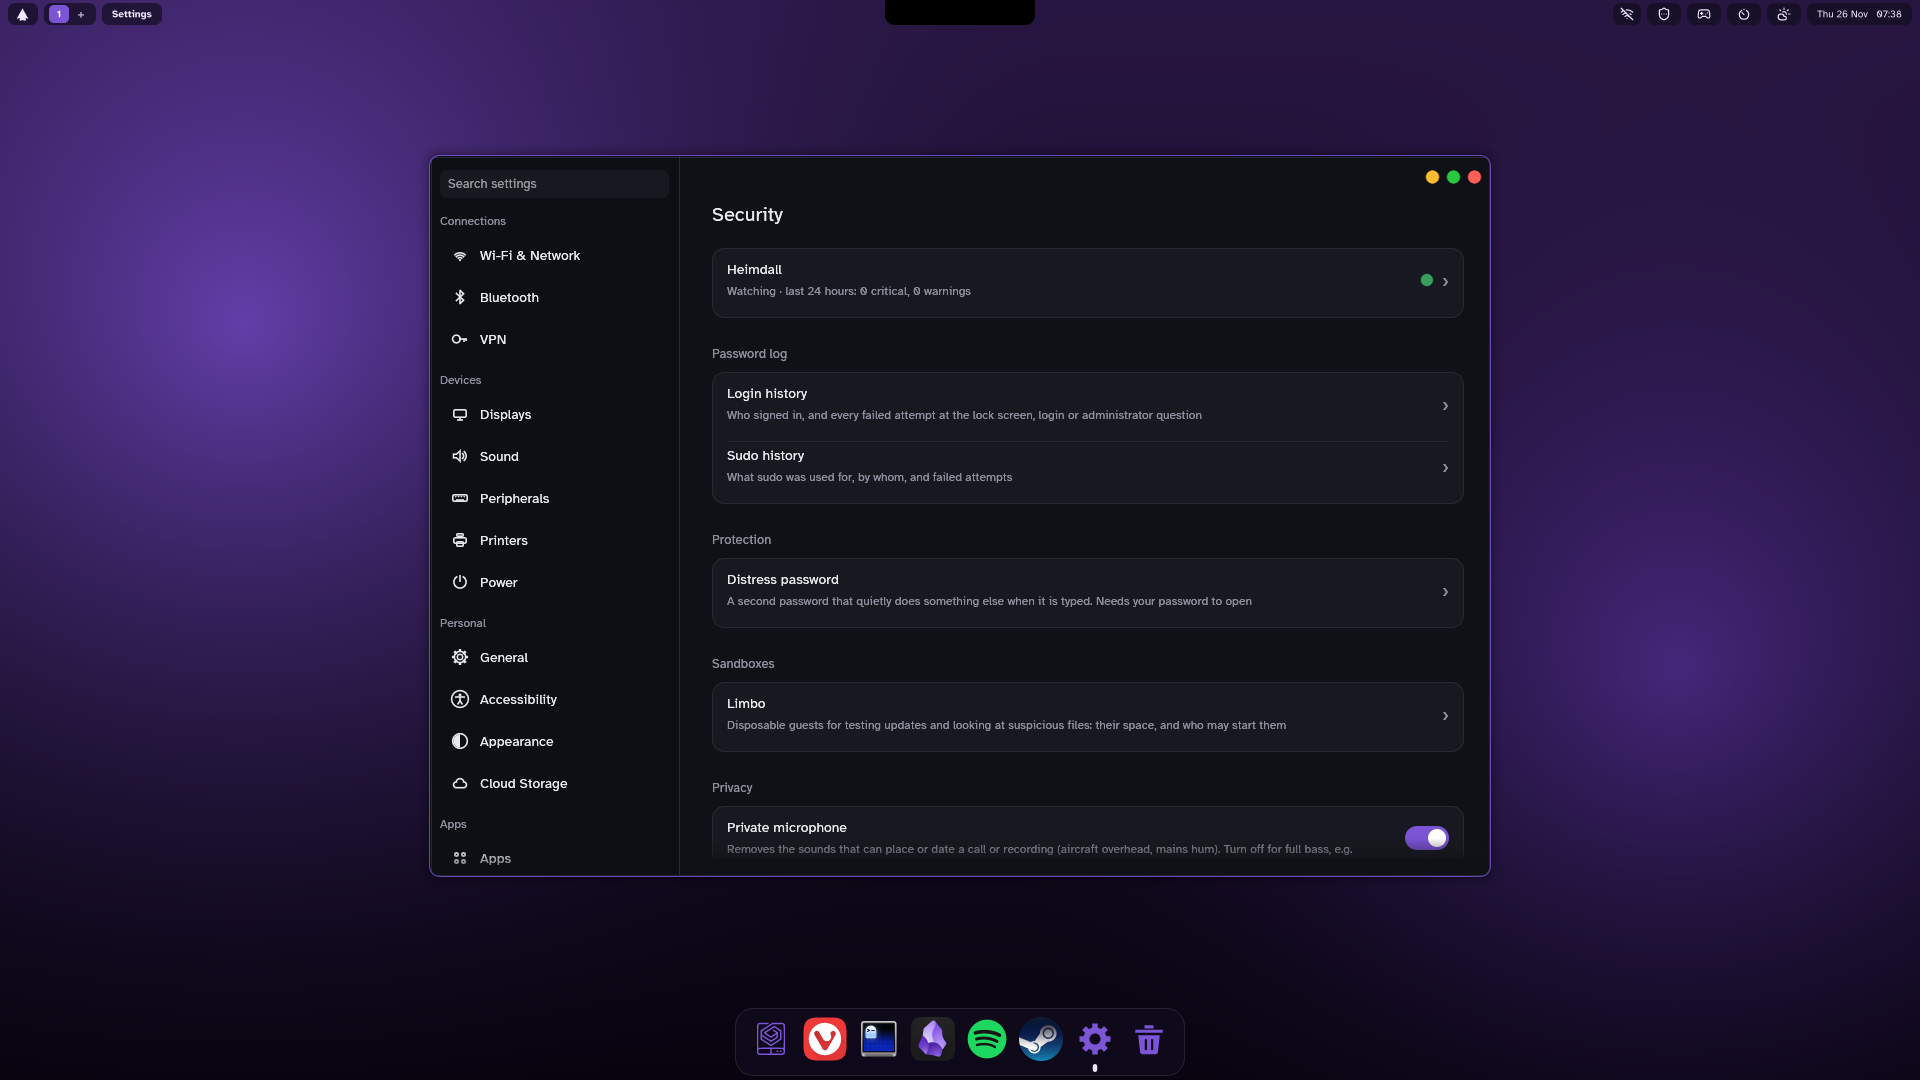 1 + Settings
Thu 26 Nov 07:38
Search settings
Connections
Wi-Fi & Network
Bluetooth
VPN
Devices
Displays
Sound
Peripherals
Printers
Power
Personal
General
Accessibility
Appearance
Cloud Storage
Apps
Apps
Security
Heimdall
Watching · last 24 hours: 0 critical, 0 warnings
Password log
Login history
Who signed in, and every failed attempt at the lock screen, login or administrator question
Sudo history
What sudo was used for, by whom, and failed attempts
Protection
Distress password
A second password that quietly does something else when it is typed. Needs your password to open
Sandboxes
Limbo
Disposable guests for testing updates and looking at suspicious files: their space, and who may start them
Privacy
Private microphone
Removes the sounds that can place or date a call or recording (aircraft overhead, mains hum). Turn off for full bass, e.g.